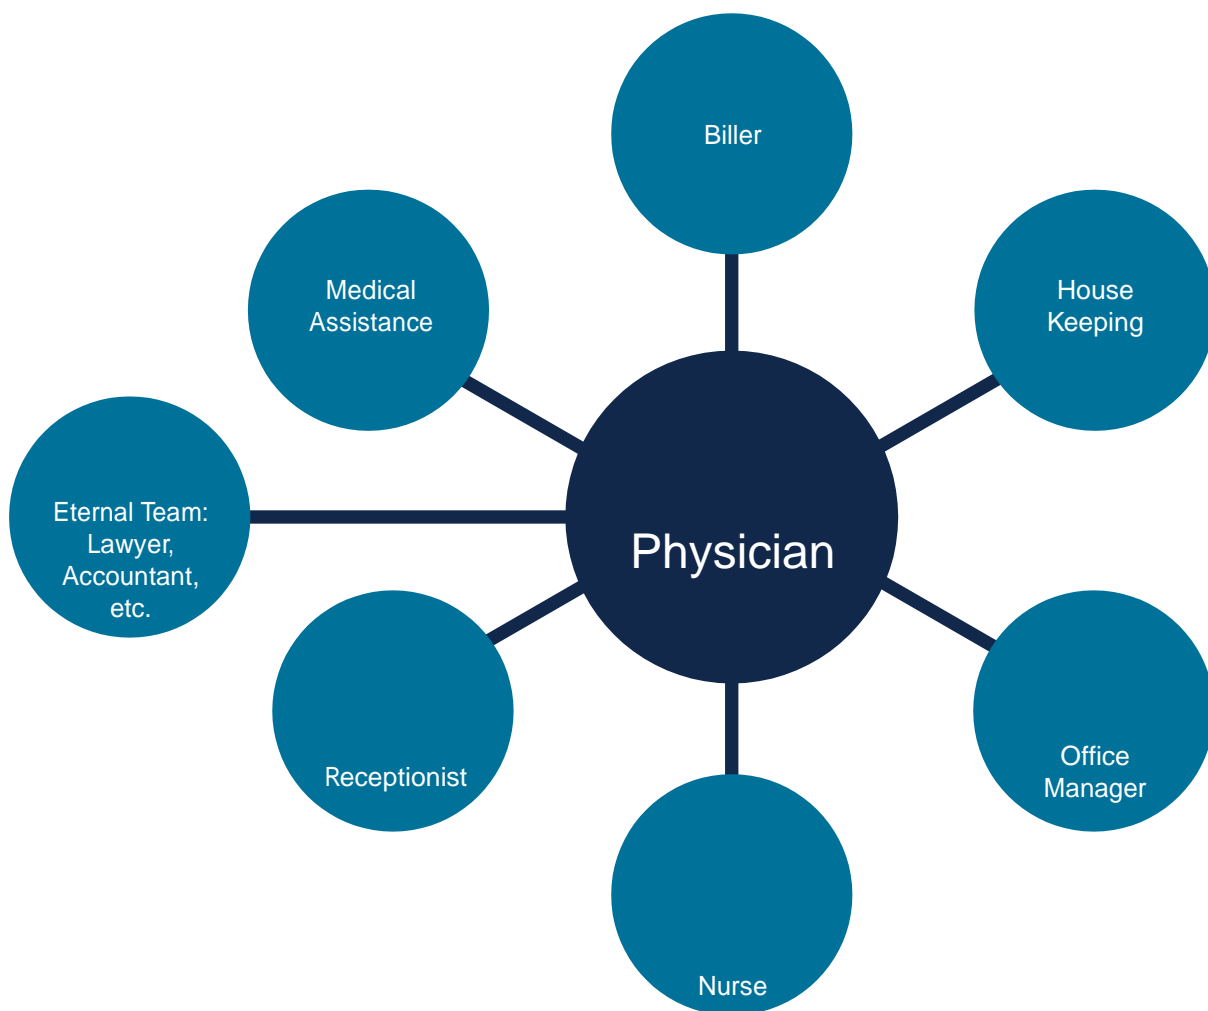 Biller
Medical
Assistance
House
Keeping
Eternal Team:
Lawyer,
Accountant,
etc.
Physician
Receptionist
Office
Manager
Nurse